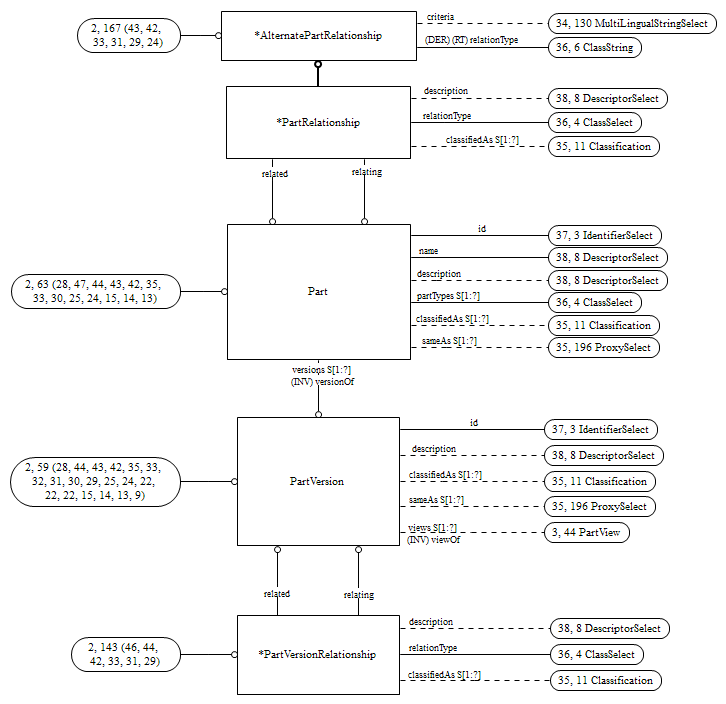 2, 167 (43, 42,
33, 31, 29, 24)
*AlternatePartRelationship
criteria
34, 130 MultiLingualStringSelect
(DER) (RT) relationType
36, 6 ClassString
*PartRelationship
description
38, 8 DescriptorSelect
relationType
36, 4 ClassSelect
classifiedAs S[1:?]
35, 11 Classification
related
relating
2, 63 (28, 47, 44, 43, 42, 35,
33, 30, 25, 24, 15, 14, 13)
Part
id
37, 3 IdentifierSelect
name
38, 8 DescriptorSelect
description
38, 8 DescriptorSelect
partTypes S[1:?]
36, 4 ClassSelect
classifiedAs S[1:?]
35, 11 Classification
sameAs S[1:?]
35, 196 ProxySelect
versions S[1:?]
(INV) versionOf
2, 59 (28, 44, 43, 42, 35, 33,
32, 31, 30, 29, 25, 24, 22,
22, 22, 15, 14, 13, 9)
PartVersion
id
37, 3 IdentifierSelect
description
38, 8 DescriptorSelect
classifiedAs S[1:?]
35, 11 Classification
sameAs S[1:?]
35, 196 ProxySelect
views S[1:?]
(INV) viewOf
3, 44 PartView
related
relating
2, 143 (46, 44,
42, 33, 31, 29)
*PartVersionRelationship
description
38, 8 DescriptorSelect
relationType
36, 4 ClassSelect
classifiedAs S[1:?]
35, 11 Classification